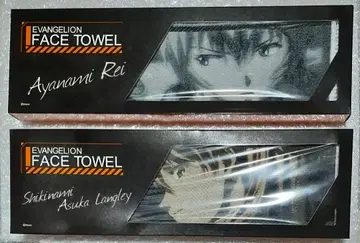 EVANGELION
FACE TOWEL
Ayanami Rei
EVANGELION
FACE TOWEL
Shikinami
Asuka Langley